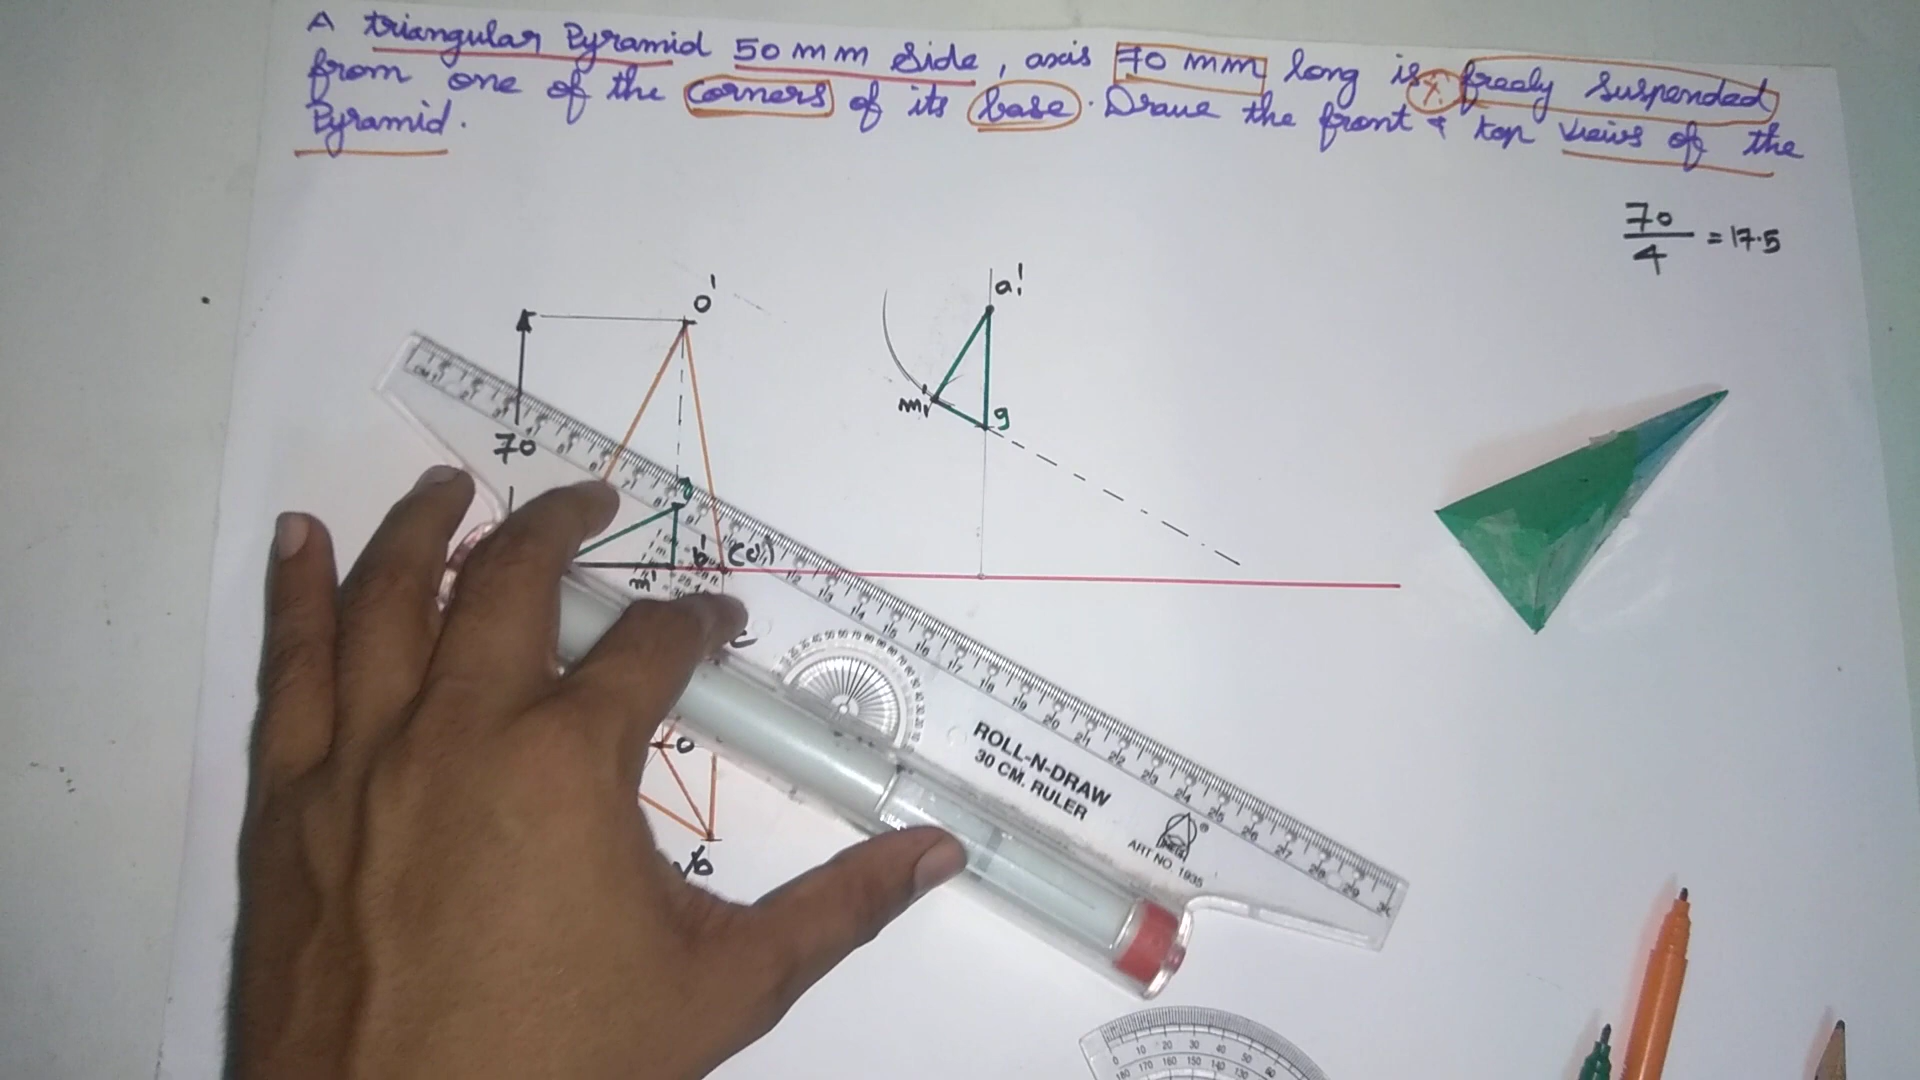 A triangular Pyramid 50 mm side, axis 70 mm long is freely suspended
from one of the corners of its base. Draw the front & top views of the
Pyramid.
70
4
= 17.5
o'
a1'
70
m1'
g
g
b' (c')
m'
c
o
b
ROLL-N-DRAW
30 CM. RULER
ART NO. 1935